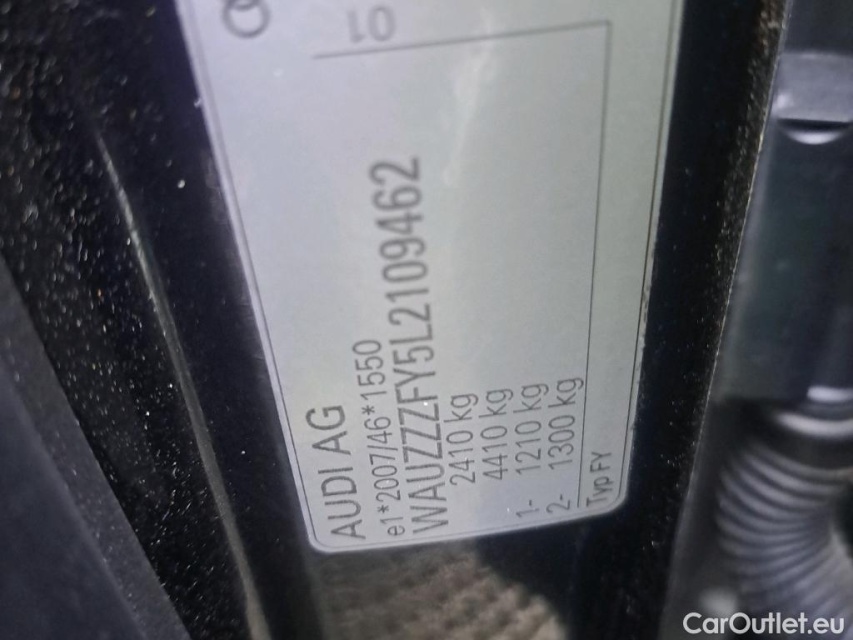 AUDI AG
e1*2007/46*1550
WAUZZZFY5L2109462
2410 kg
4410 kg
1- 1210 kg
2- 1300 kg
Typ FY
10
CarOutlet.eu